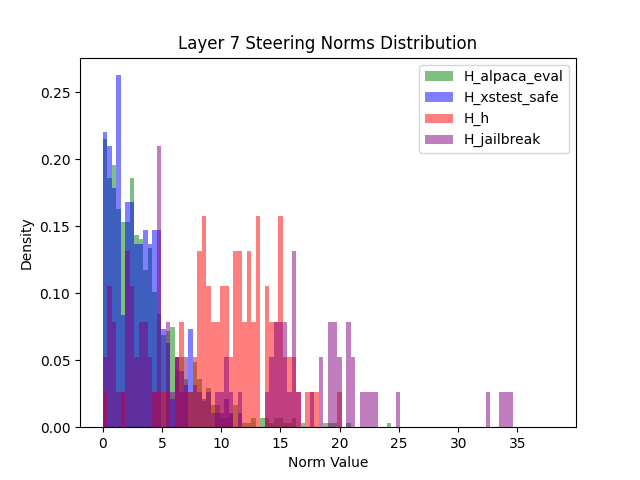 Layer 7 Steering Norms Distribution
H_alpaca_eval
H_xstest_safe
H_h
H_jailbreak
0.25
0.20
0.15
0.10
0.05
0.00
Density
0 5 10 15 20 25 30 35
Norm Value